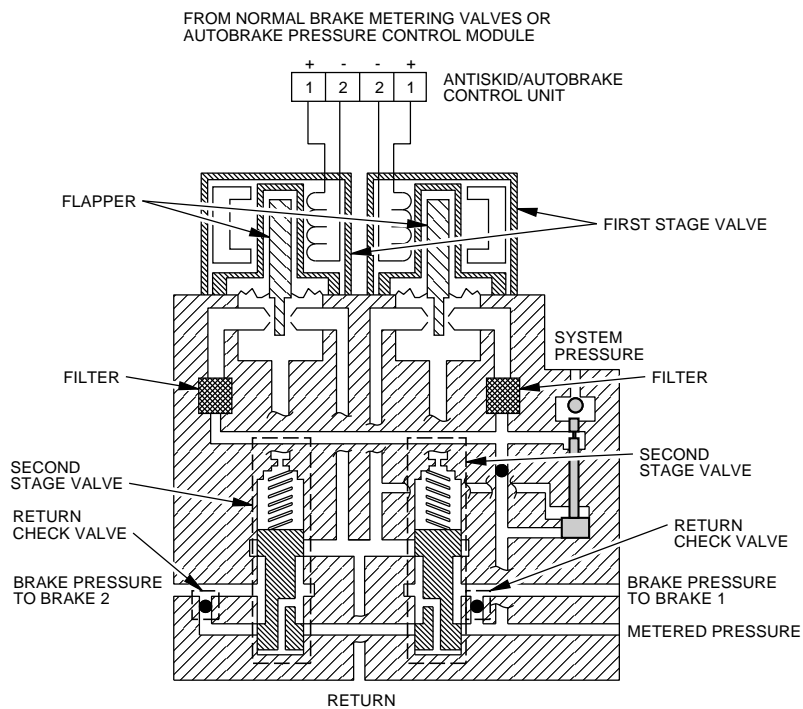 FROM NORMAL BRAKE METERING VALVES OR
AUTOBRAKE PRESSURE CONTROL MODULE
+ - - +
1 2 2 1
ANTISKID/AUTOBRAKE
CONTROL UNIT
FLAPPER
FIRST STAGE VALVE
SYSTEM
PRESSURE
FILTER
FILTER
SECOND
STAGE VALVE
SECOND
STAGE VALVE
RETURN
CHECK VALVE
RETURN
CHECK VALVE
BRAKE PRESSURE
TO BRAKE 2
BRAKE PRESSURE
TO BRAKE 1
METERED PRESSURE
RETURN